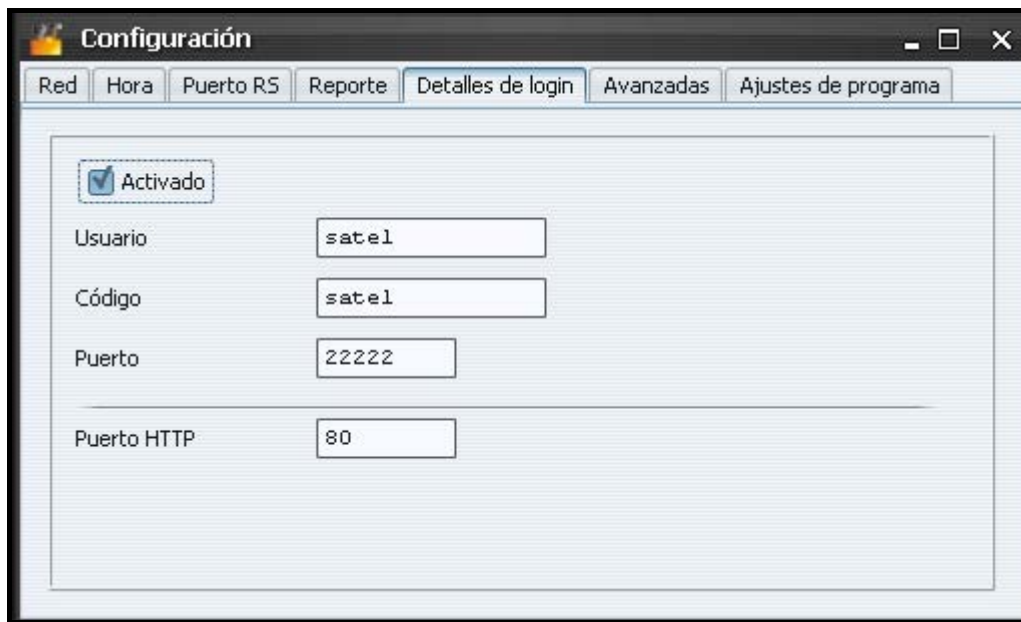 Configuración
Red Hora Puerto RS Reporte Detalles de login Avanzadas Ajustes de programa
Activado
Usuario satel
Código satel
Puerto 22222
Puerto HTTP 80